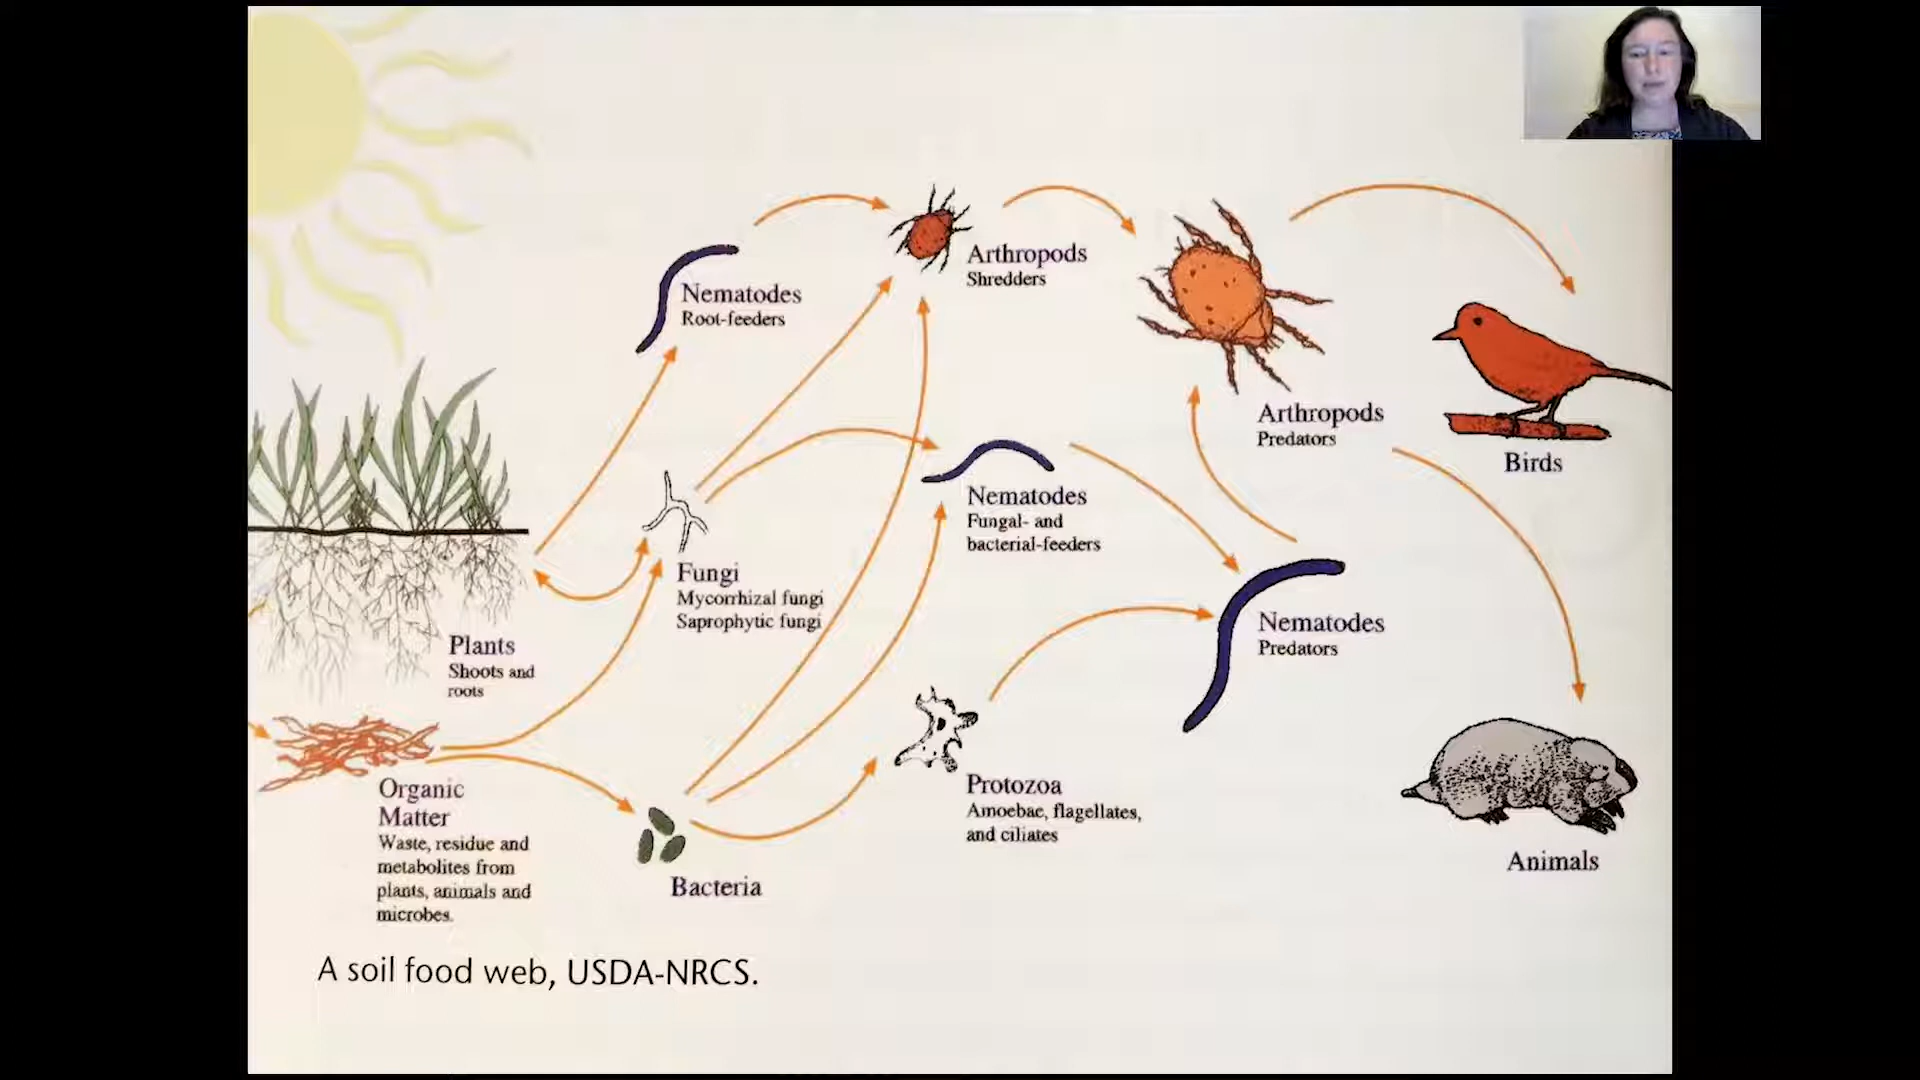 Arthropods
Shredders
Nematodes
Root-feeders
Arthropods
Predators
Birds
Nematodes
Fungal- and
bacterial-feeders
Fungi
Mycorrhizal fungi
Saprophytic fungi
Nematodes
Predators
Plants
Shoots and
roots
Organic
Matter
Waste, residue and
metabolites from
plants, animals and
microbes.
Protozoa
Amoebae, flagellates,
and ciliates
Bacteria
Animals
A soil food web, USDA-NRCS.